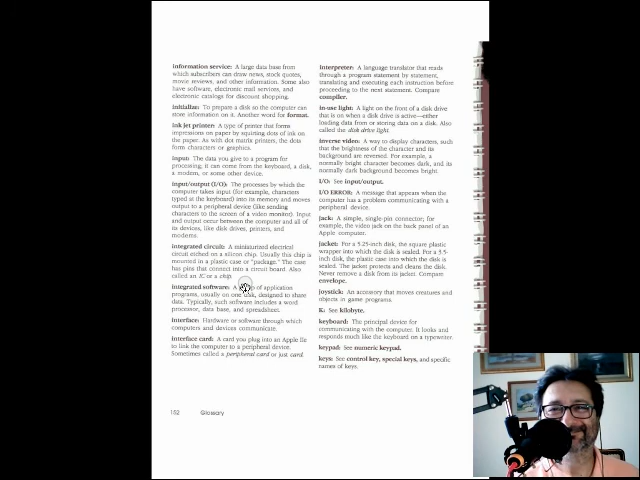 information service: A large data base from
which subscribers can draw news, stock quotes,
movie reviews, and other information. Some also
have software, electronic mail services, and
electronic catalogs for discount shopping.
initialize: To prepare a disk so the computer can
store information on it. Another word for format.
ink jet printer: A type of printer that forms
impressions on paper by squirting dots of ink on
the paper. As with dot matrix printers, the dots
form characters or graphics.
input: The data you give to a program for
processing; it can come from the keyboard, a disk,
a modem, or some other device.
input/output (I/O): The processes by which the
computer takes input (for example, characters
typed at the keyboard) into its memory and moves
output to a peripheral device (like sending
characters to the screen of a video monitor). Input
and output occur between the computer and all of
its devices, like disk drives, printers, and
modems.
integrated circuit: A miniaturized electrical
circuit etched on a silicon chip. Usually this chip is
mounted in a plastic case or "package." The case
has pins that connect into a circuit board. Also
called an IC or a chip.
integrated software: A of application
programs, usually on one disk, designed to share
data. Typically, such software includes a word
processor, data base, and spreadsheet.
interface: Hardware or software through which
computers and devices communicate.
interface card: A card you plug into an Apple IIe
to link the computer to a peripheral device.
Sometimes called a peripheral card or just card.
interpreter: A language translator that reads
through a program statement by statement,
translating and executing each instruction before
proceeding to the next statement. Compare
compiler.
in-use light: A light on the front of a disk drive
that is on when a disk drive is active—either
loading data from or storing data on a disk. Also
called the disk drive light.
inverse video: A way to display characters, such
that the brightness of the character and its
background are reversed. For example, a
normally bright character becomes dark, and its
normally dark background becomes bright.
I/O: See input/output.
I/O ERROR: A message that appears when the
computer has a problem communicating with a
peripheral device.
jack: A simple, single-pin connector; for
example, the video jack on the back panel of an
Apple computer.
jacket: For a 5.25-inch disk, the square plastic
wrapper into which the disk is sealed. For a 3.5-
inch disk, the plastic case into which the disk is
sealed. The jacket protects and cleans the disk.
Never remove a disk from its jacket. Compare
envelope.
joystick: An accessory that moves creatures and
objects in game programs.
K: See kilobyte.
keyboard: The principal device for
communicating with the computer. It looks and
responds much like the keyboard on a typewriter.
keypad: See numeric keypad.
keys: See control key, special keys, and specific
names of keys.
152 Glossary